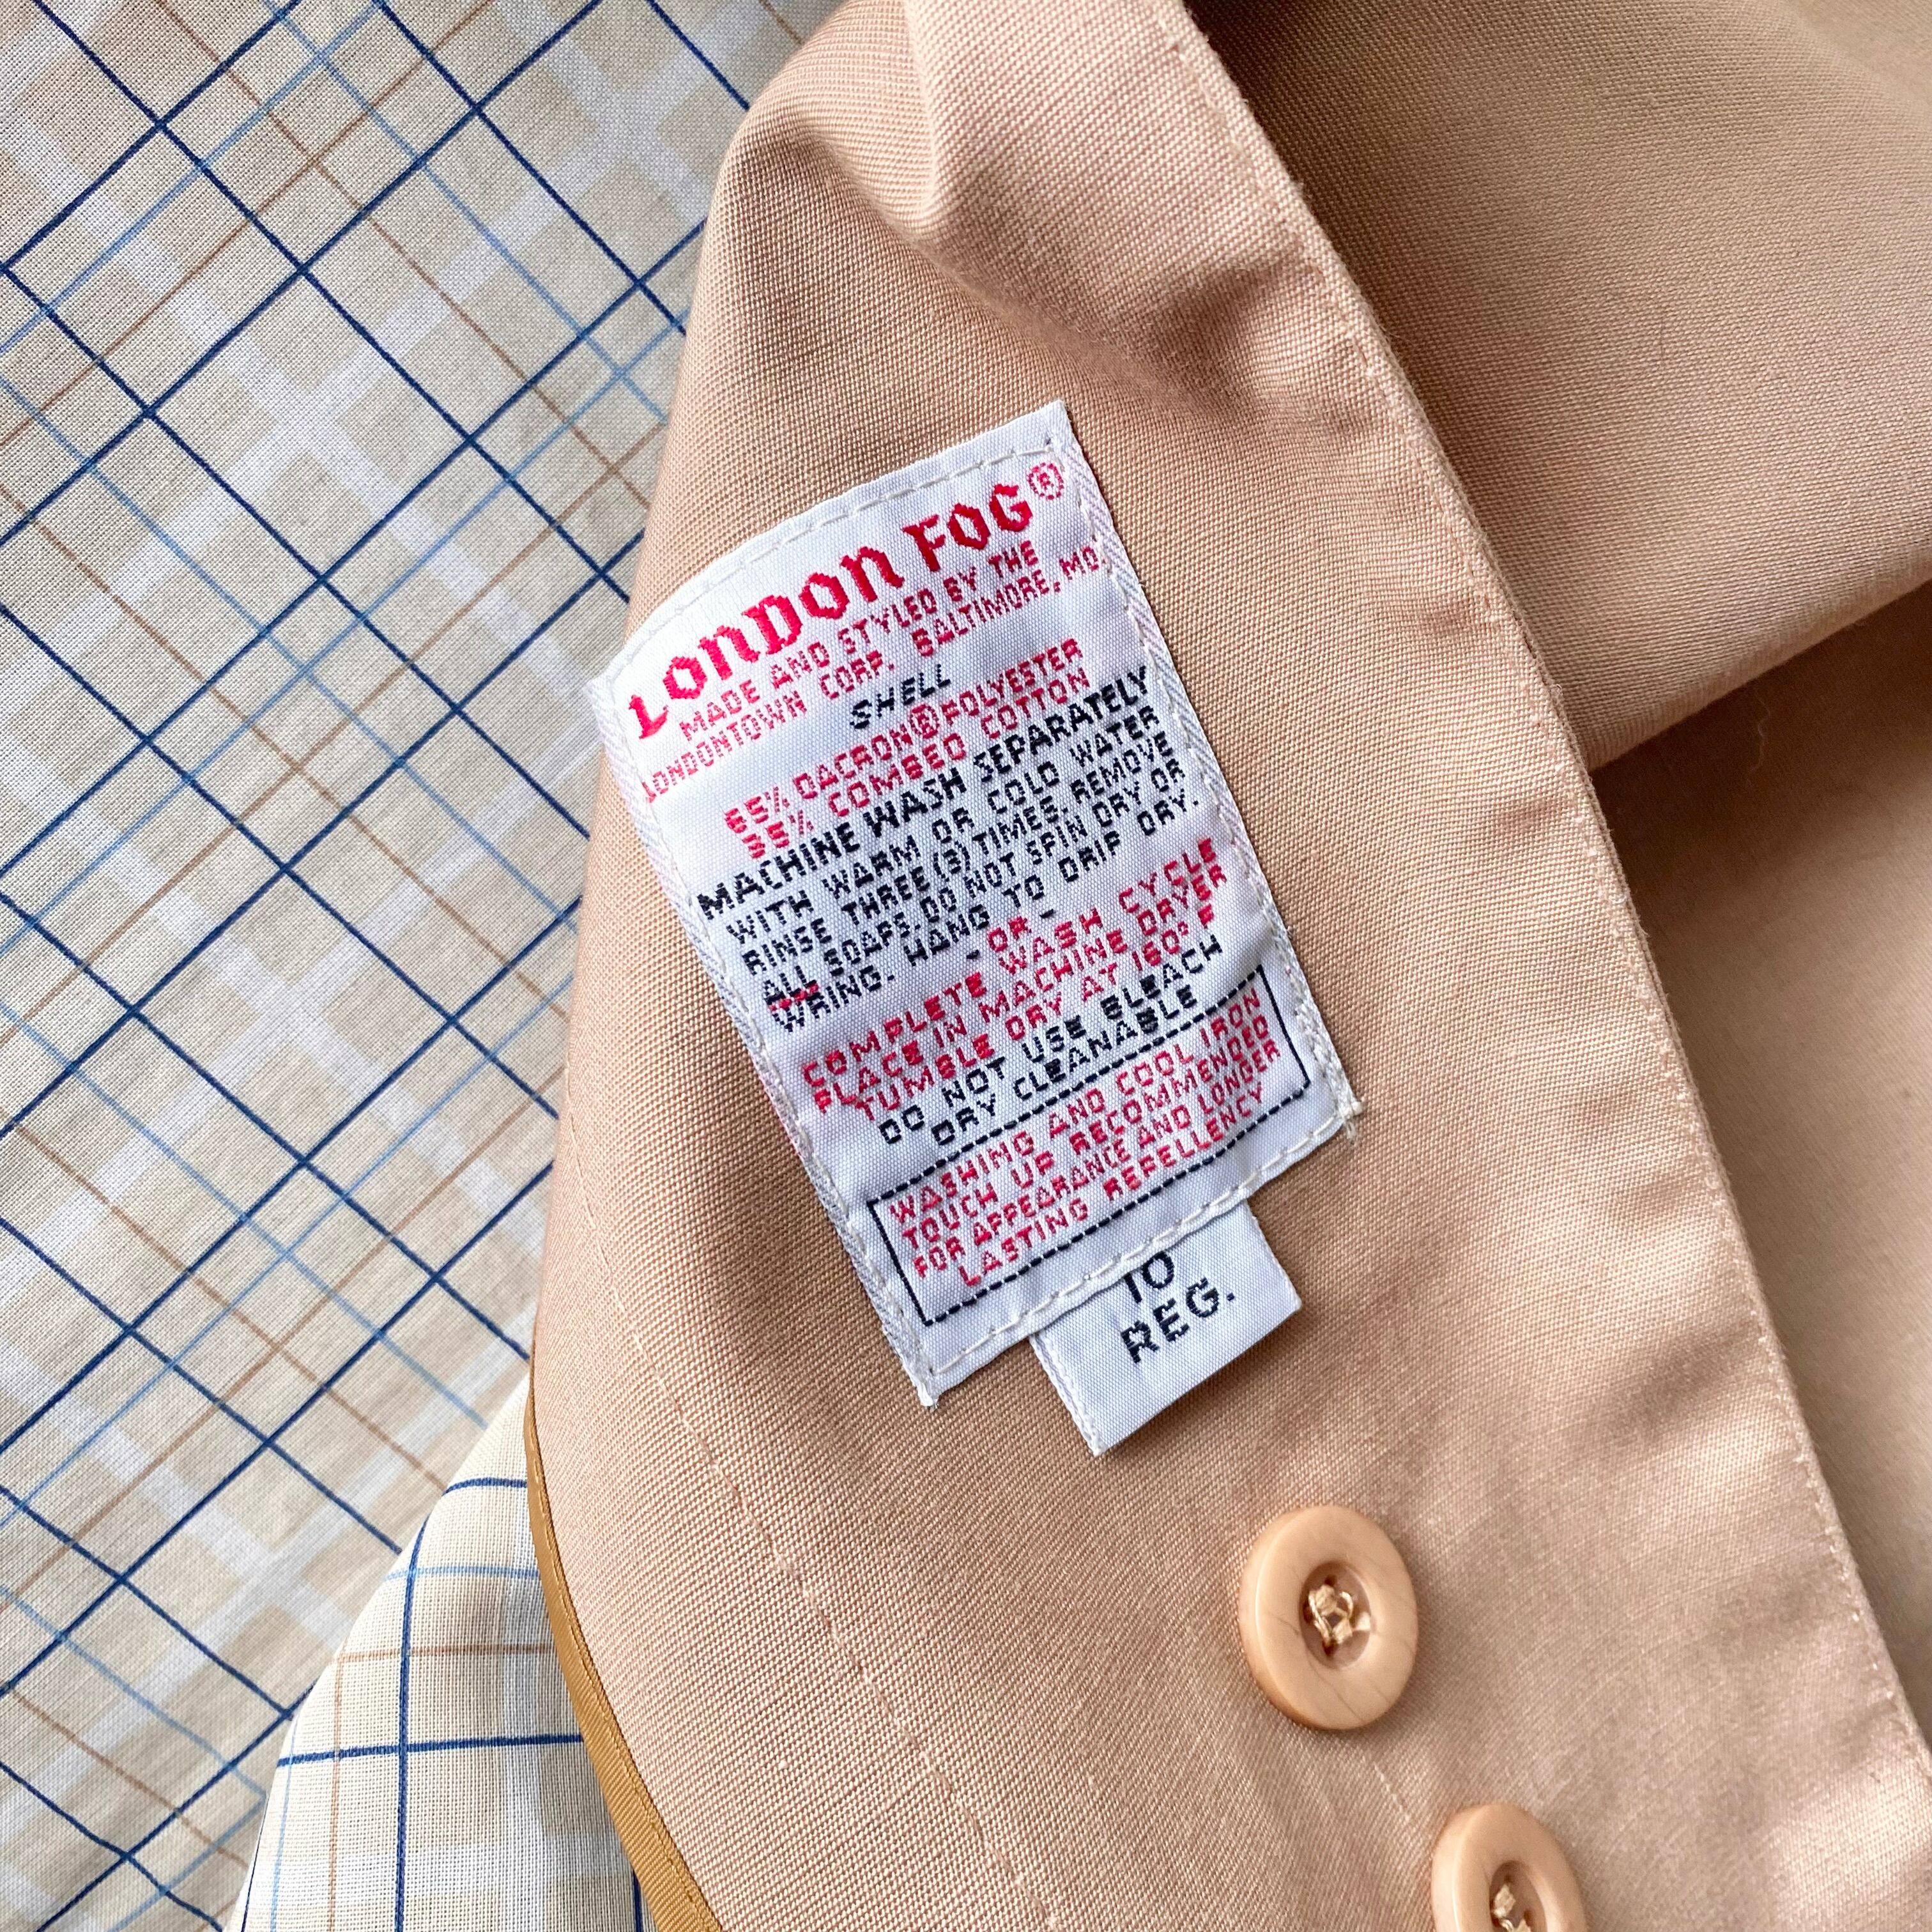 LONDON FOG®
MADE AND STYLED BY THE
LONDONTOWN CORP. BALTIMORE, MD.
SHELL
65% DACRON® POLYESTER
35% COMBED COTTON
MACHINE WASH SEPARATELY
WITH WARM OR COLD WATER
RINSE THREE (3) TIMES. REMOVE
ALL SOAPS. DO NOT SPIN DRY OR
WRING. HANG TO DRIP DRY.
- OR -
COMPLETE WASH CYCLE
PLACE IN MACHINE DRYER
TUMBLE DRY AT 160° F
DO NOT USE BLEACH
DRY CLEANABLE
WASHING AND COOL IRON
TOUCH UP RECOMMENDED
FOR APPEARANCE AND LONGER
LASTING REPELLENCY
10
REG.